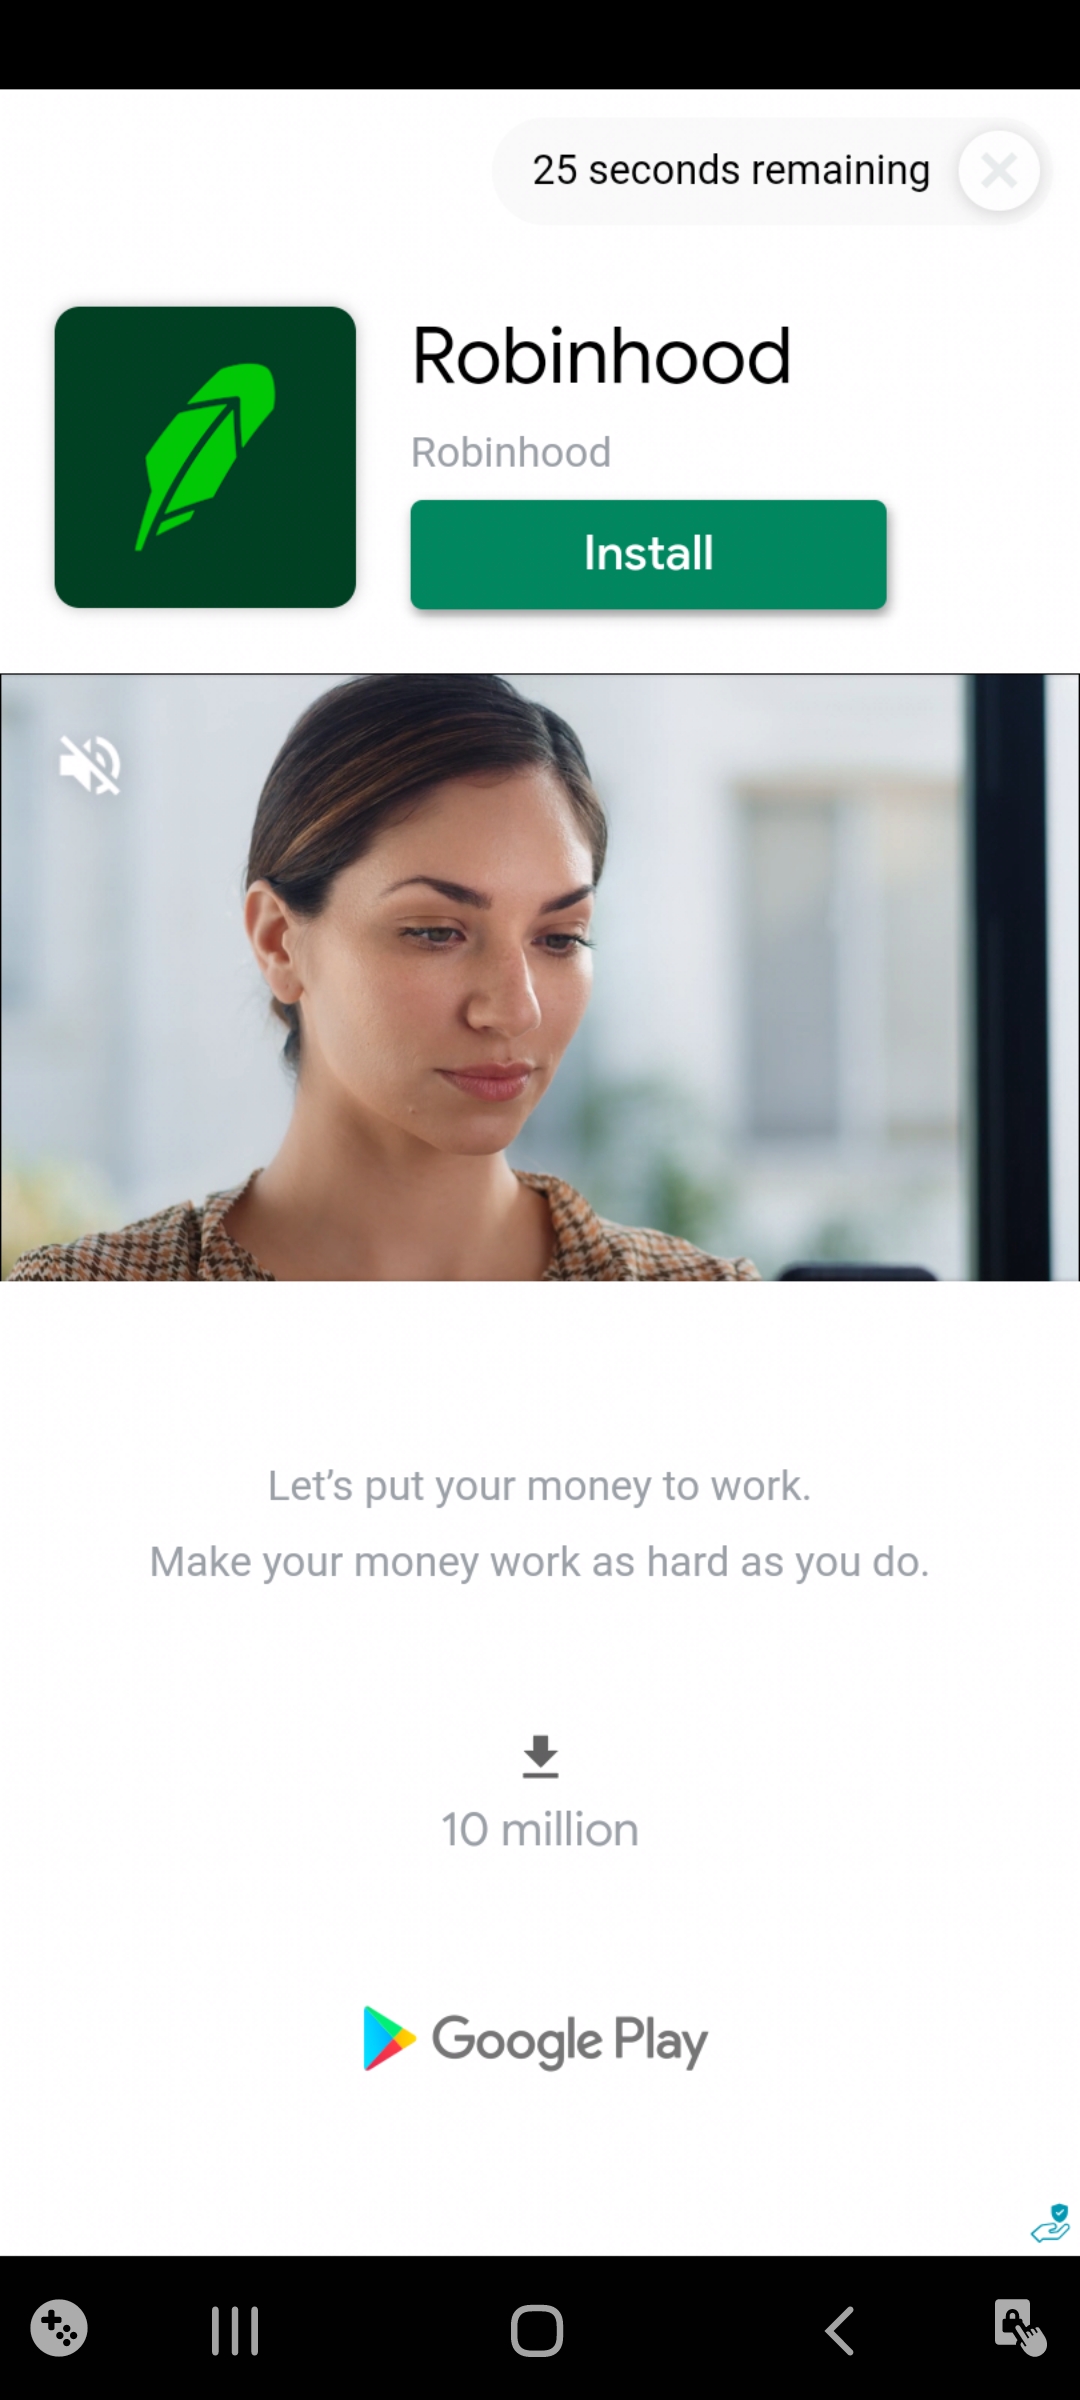 25 seconds remaining
Robinhood
Robinhood
Install
Let’s put your money to work.
Make your money work as hard as you do.
10 million
Google Play